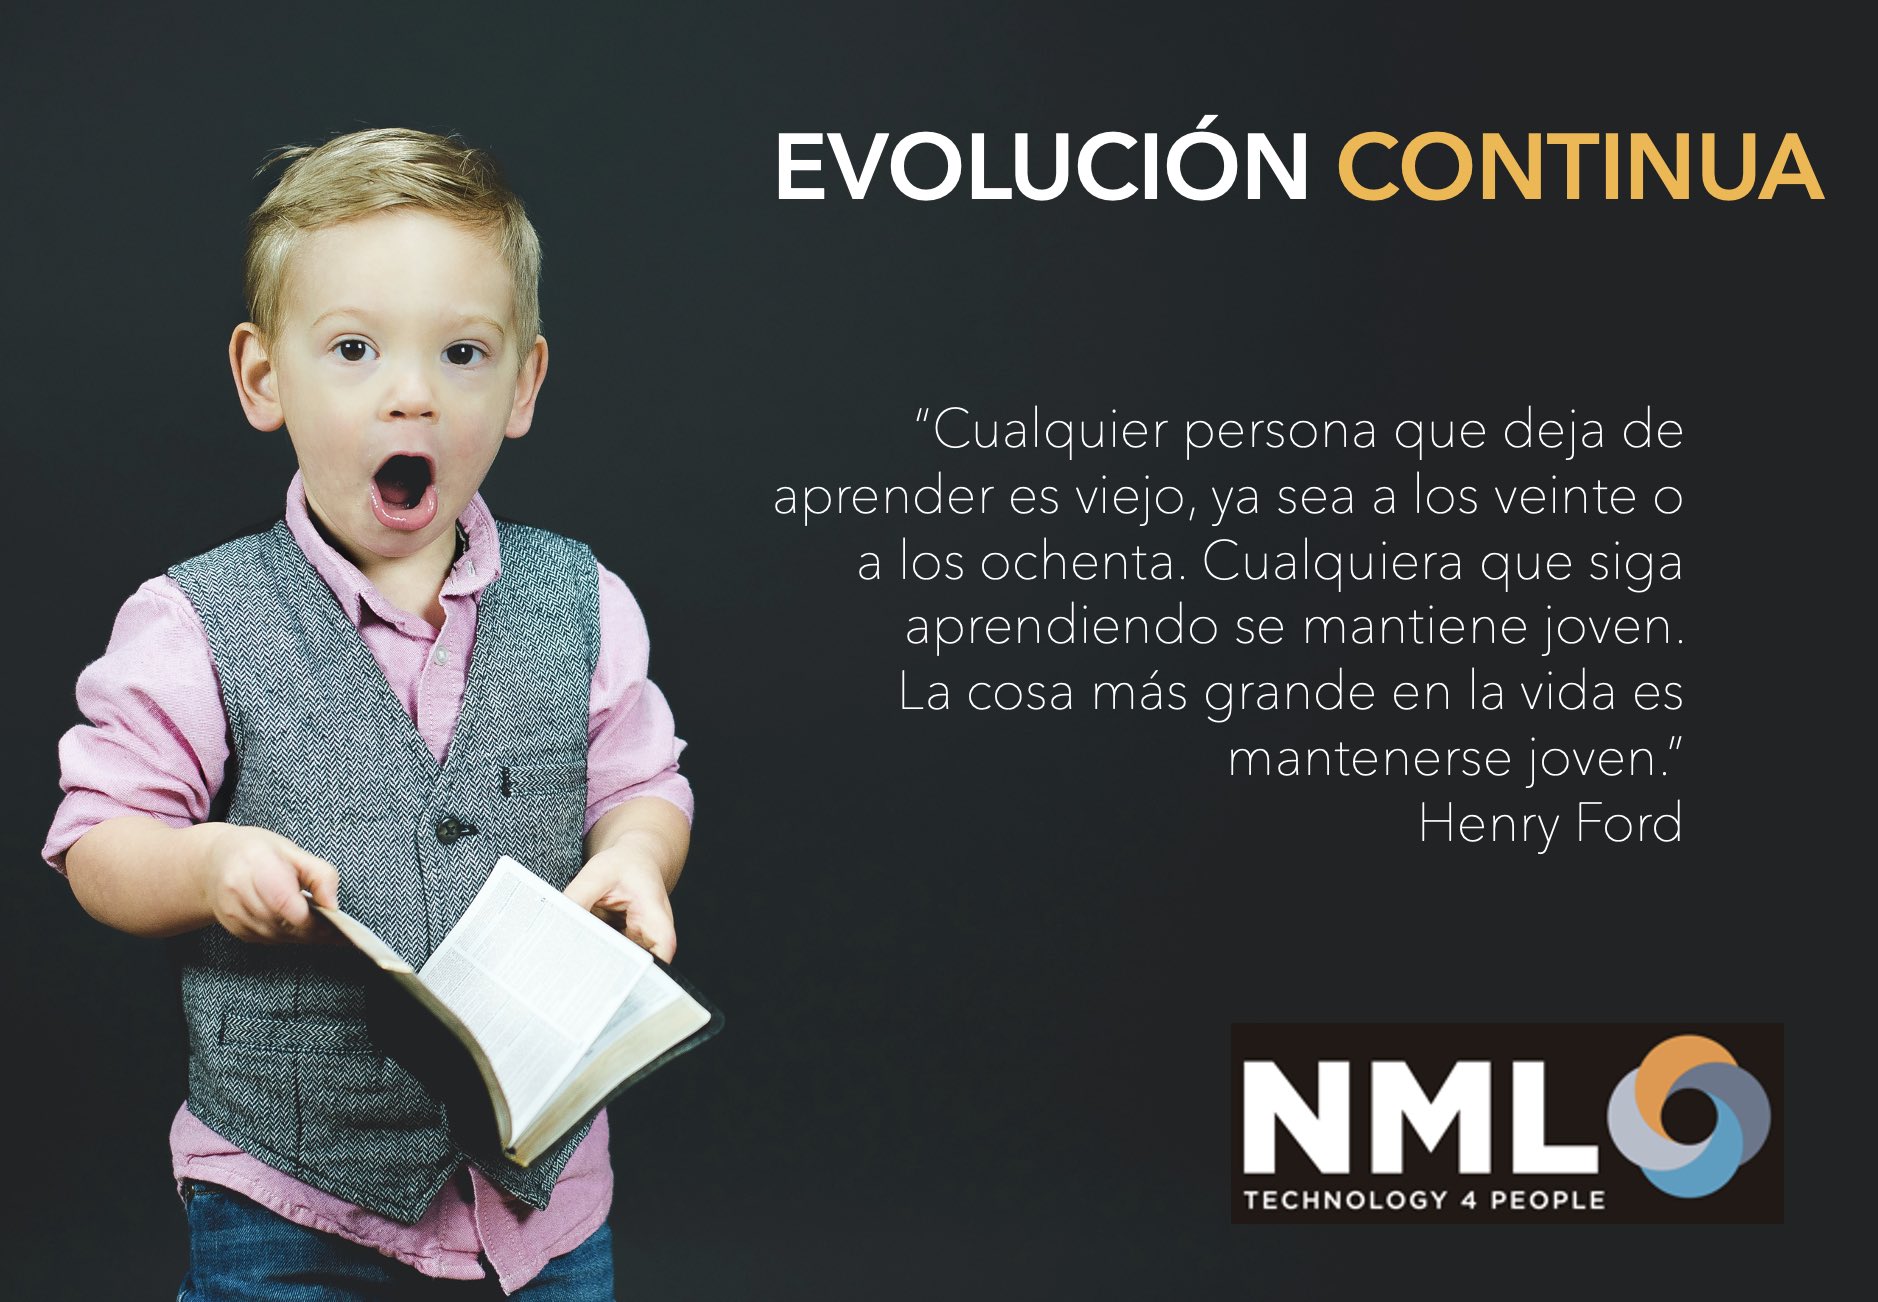 EVOLUCIÓN CONTINUA
“Cualquier persona que deja de
aprender es viejo, ya sea a los veinte o
a los ochenta. Cualquiera que siga
aprendiendo se mantiene joven.
La cosa más grande en la vida es
mantenerse joven.”
Henry Ford
NML
TECHNOLOGY 4 PEOPLE